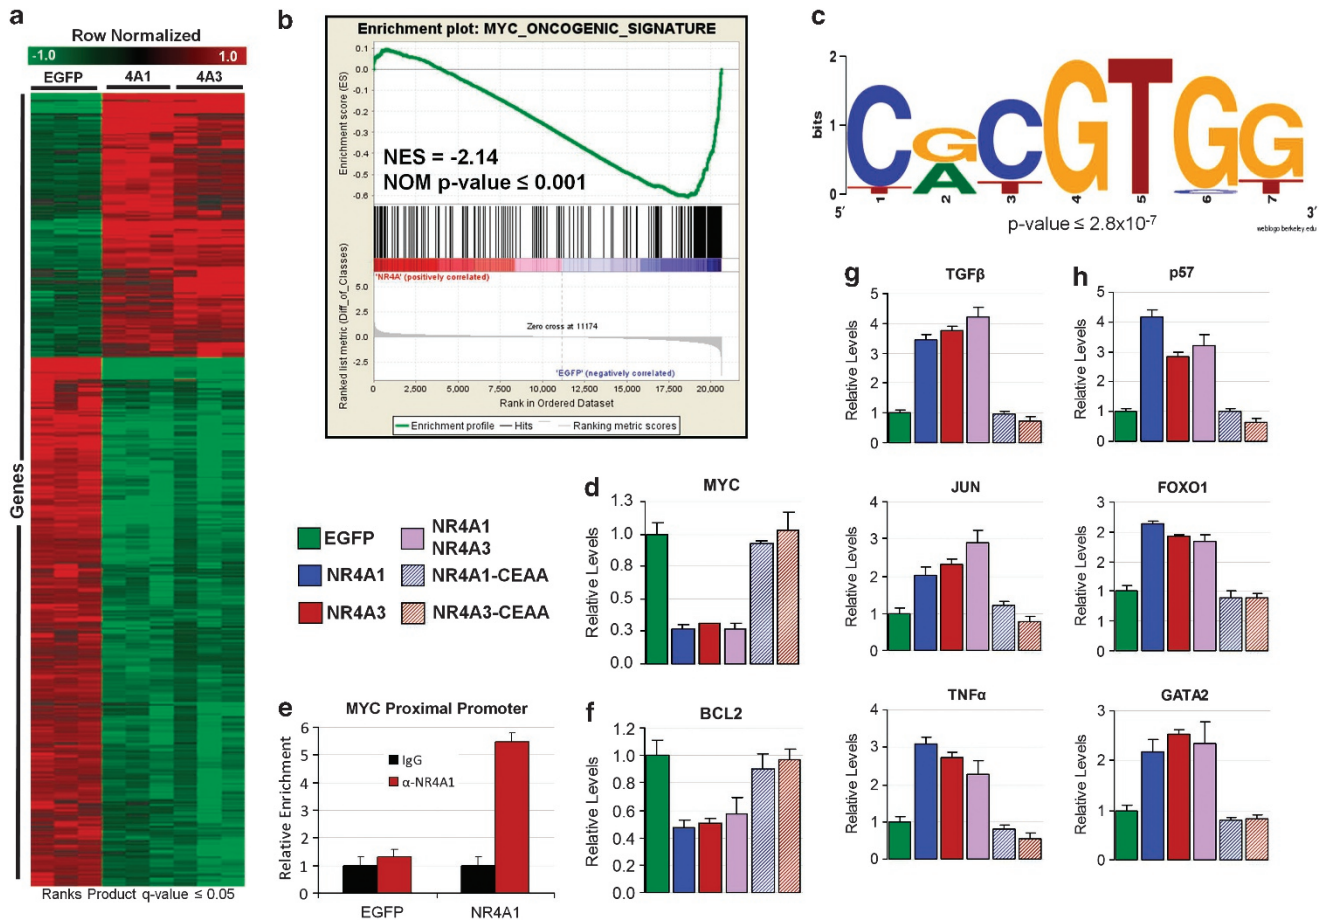 a
Row Normalized
-1.0 1.0
EGFP 4A1 4A3
Genes
Ranks Product q-value ≤ 0.05
b
Enrichment plot: MYC_ONCOGENIC_SIGNATURE
Enrichment score (ES)
0.1
0.0
-0.1
-0.2
-0.3
-0.4
-0.5
-0.6
NES = -2.14
NOM p-value ≤ 0.001
'NR4A' (positively correlated)
Ranked list metric (Diff_of_Classes)
5.0
2.5
0.0
-2.5
Zero cross at 11174
'EGFP' (negatively correlated)
0 2,500 5,000 7,500 10,000 12,500 15,000 17,500 20,000
Rank in Ordered Dataset
Enrichment profile Hits Ranking metric scores
c
bits
2
1
0
C G A C T G T G G T
1 2 3 4 5 6 7
5′ 3′
p-value ≤ 2.8x10-7
weblogo.berkeley.edu
EGFP
NR4A1
NR4A3
NR4A1
NR4A3
NR4A1-CEAA
NR4A3-CEAA
d
MYC
Relative Levels
1.3
1.0
0.6
0.3
0.0
e
MYC Proximal Promoter
Relative Enrichment
6
5
4
3
2
1
0
IgG
α-NR4A1
EGFP NR4A1
f
BCL2
Relative Levels
1.2
1.0
0.8
0.6
0.4
0.2
0.0
g
TGFβ
Relative Levels
5
4
3
2
1
0
JUN
Relative Levels
4
3
2
1
0
TNFα
Relative Levels
4
3
2
1
0
h
p57
Relative Levels
5
4
3
2
1
0
FOXO1
Relative Levels
3
2
2
1
1
0
GATA2
Relative Levels
3
2
1
0